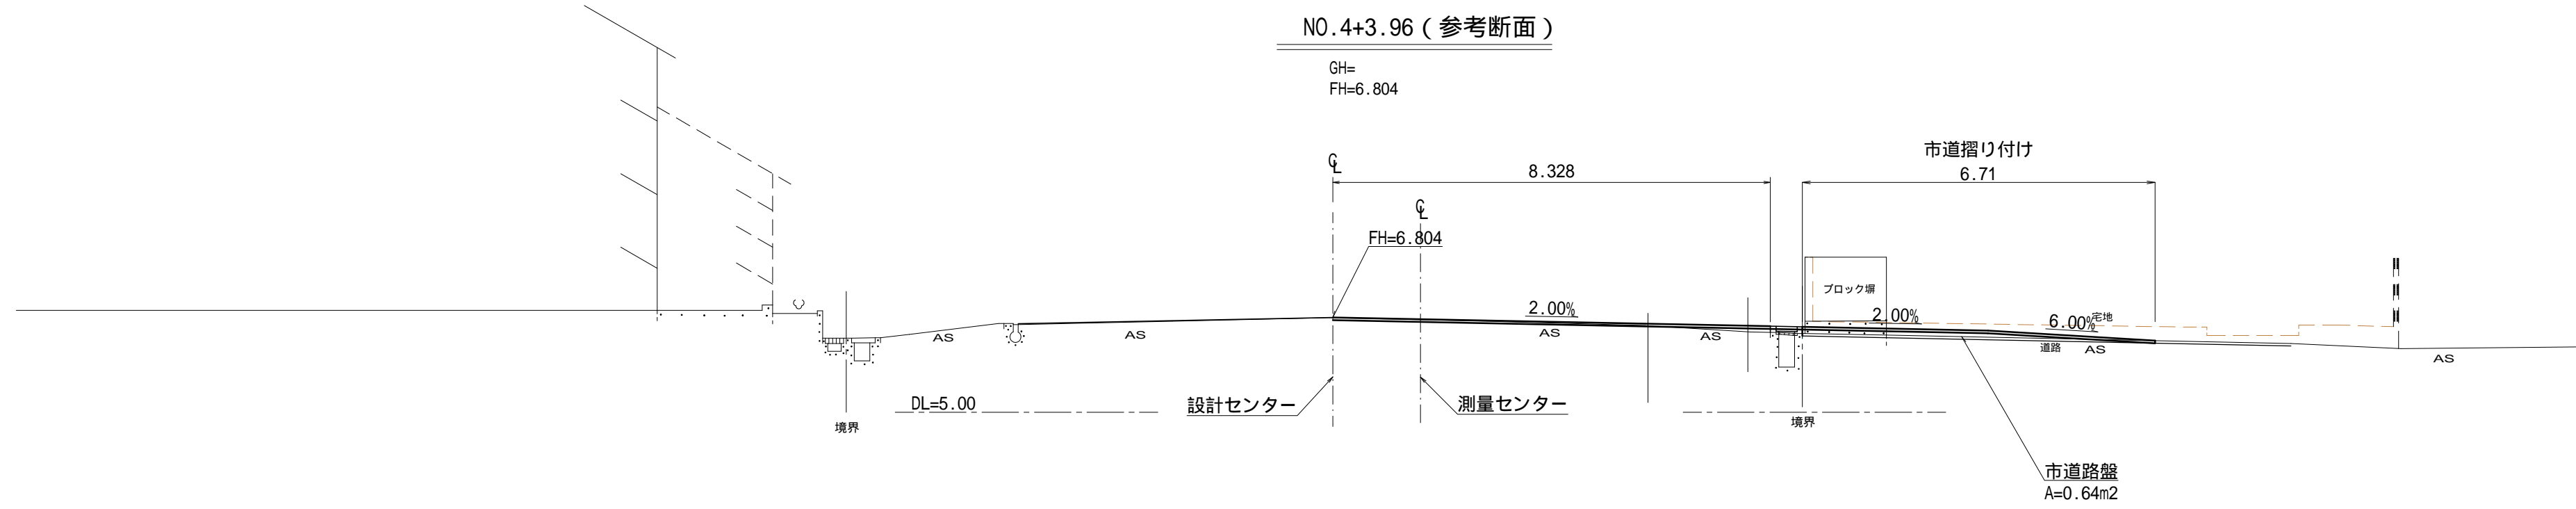 NO.4+3.96(参考断面)
GH=
FH=6.804
市道摺り付け
CL
8.328
6.71
CL
FH=6.804
ブロック塀
2.00%
2.00%
6.00%
宅地
AS
AS
AS
AS
道路
AS
AS
DL=5.00
設計センター
測量センター
境界
境界
市道路盤
A=0.64m2